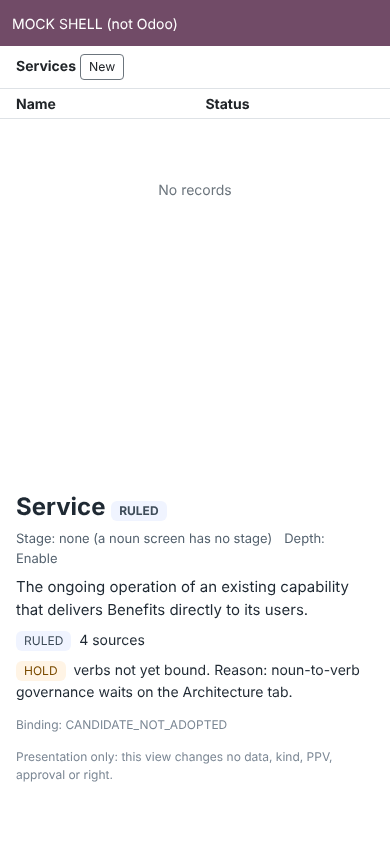 MOCK SHELL (not Odoo)
Services New
Name Status
No records
Service RULED
Stage: none (a noun screen has no stage) Depth:
Enable
The ongoing operation of an existing capability
that delivers Benefits directly to its users.
RULED 4 sources
HOLD verbs not yet bound. Reason: noun-to-verb
governance waits on the Architecture tab.
Binding: CANDIDATE_NOT_ADOPTED
Presentation only: this view changes no data, kind, PPV,
approval or right.